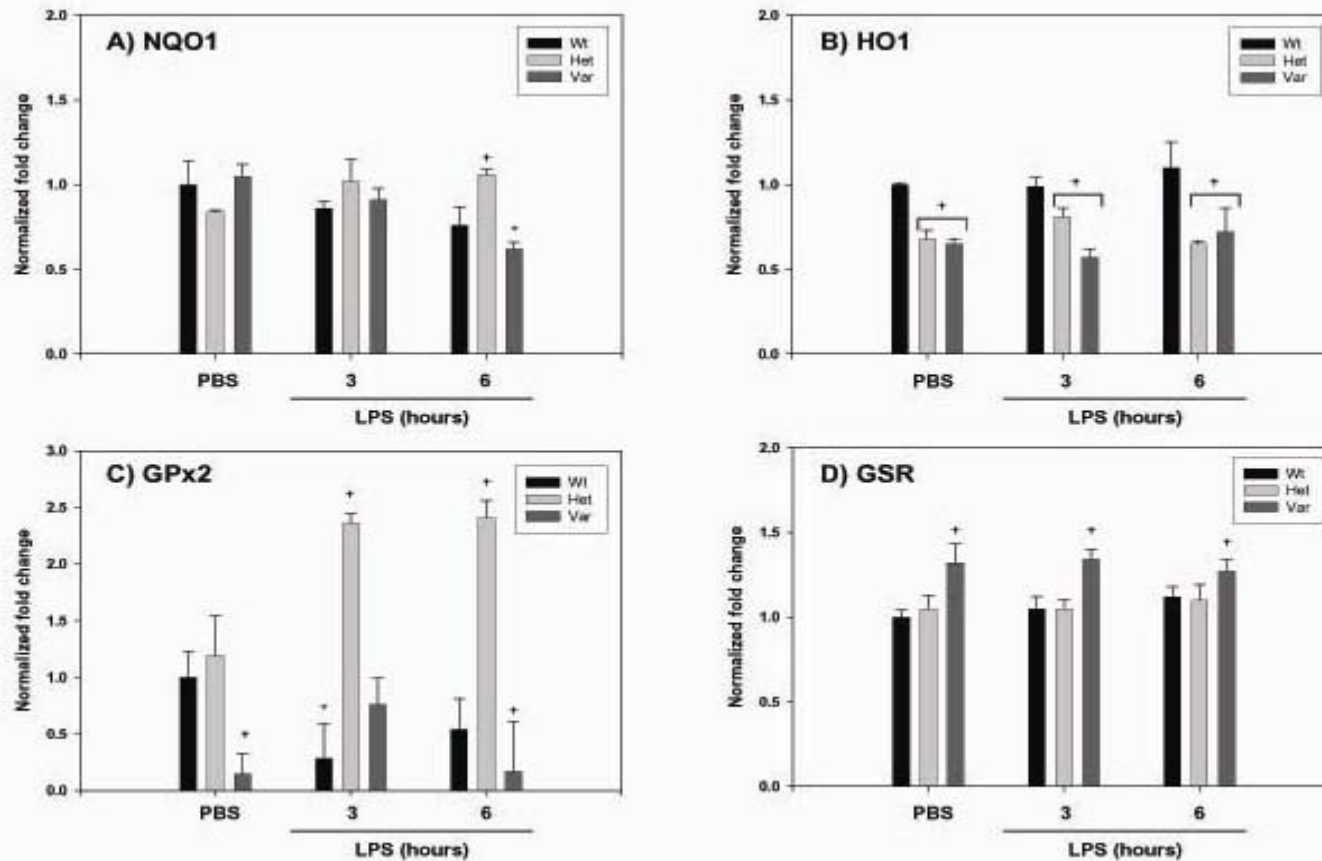 A) NQO1
Wt
Het
Var
Normalized fold change
2.0
1.5
1.0
0.5
0.0
+
+
PBS
3
6
LPS (hours)
B) HO1
Wt
Het
Var
Normalized fold change
2.0
1.5
1.0
0.5
0.0
+
+
+
PBS
3
6
LPS (hours)
C) GPx2
Wt
Het
Var
Normalized fold change
3.0
2.5
2.0
1.5
1.0
0.5
0.0
+
+
+
+
+
PBS
3
6
LPS (hours)
D) GSR
Wt
Het
Var
Normalized fold change
2.0
1.5
1.0
0.5
0.0
+
+
+
PBS
3
6
LPS (hours)